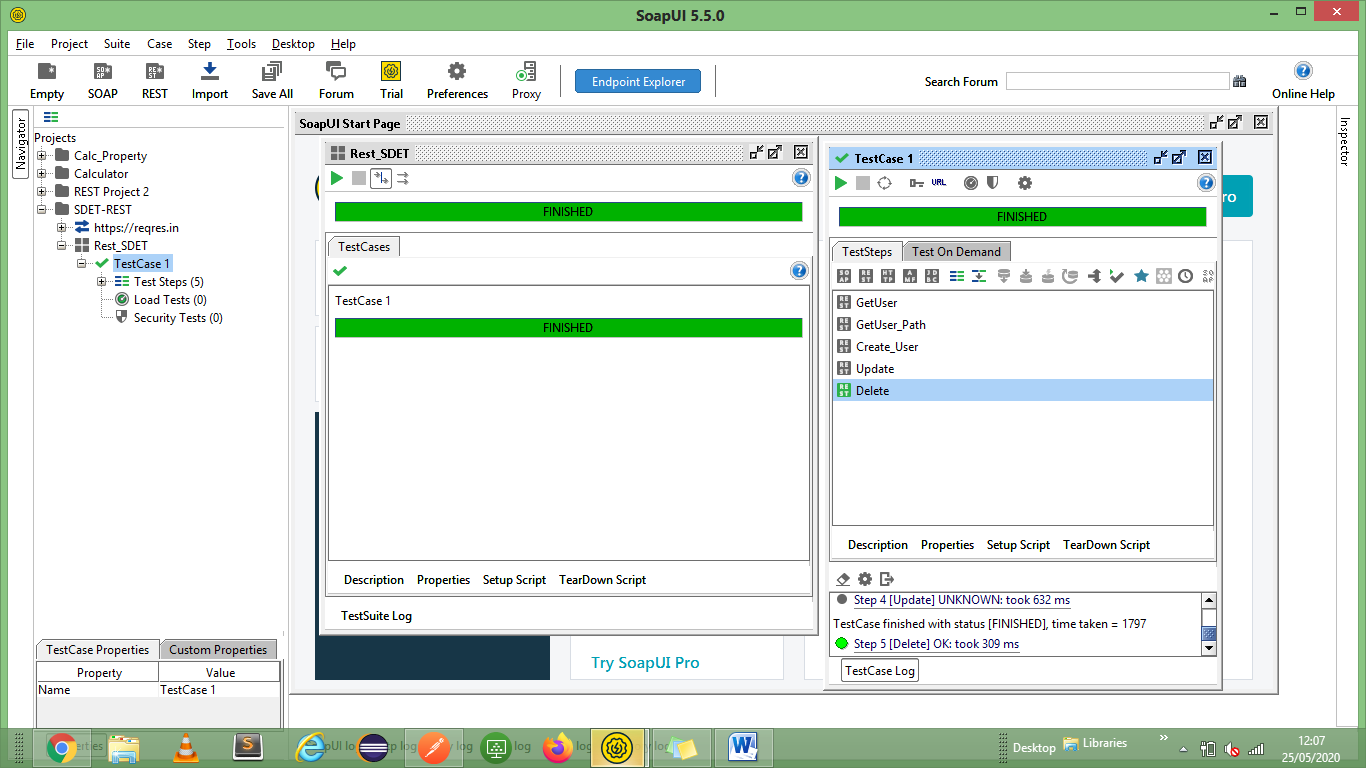 SoapUI 5.5.0
File Project Suite Case Step Tools Desktop Help
Empty SOAP REST Import Save All Forum Trial Preferences Proxy
Endpoint Explorer
Search Forum
Online Help
Navigator
Projects
Calc_Property
Calculator
REST Project 2
SDET-REST
https://reqres.in
Rest_SDET
TestCase 1
Test Steps (5)
Load Tests (0)
Security Tests (0)
TestCase Properties Custom Properties
Property Value
Name TestCase 1
SoapUI Start Page
Rest_SDET
FINISHED
TestCases
TestCase 1
FINISHED
Description Properties Setup Script TearDown Script
TestSuite Log
Try SoapUI Pro
TestCase 1
URL
ro
FINISHED
TestSteps Test On Demand
GetUser
GetUser_Path
Create_User
Update
Delete
Description Properties Setup Script TearDown Script
Step 4 [Update] UNKNOWN: took 632 ms
TestCase finished with status [FINISHED], time taken = 1797
Step 5 [Delete] OK: took 309 ms
TestCase Log
Inspector
Desktop Libraries
12:07
25/05/2020